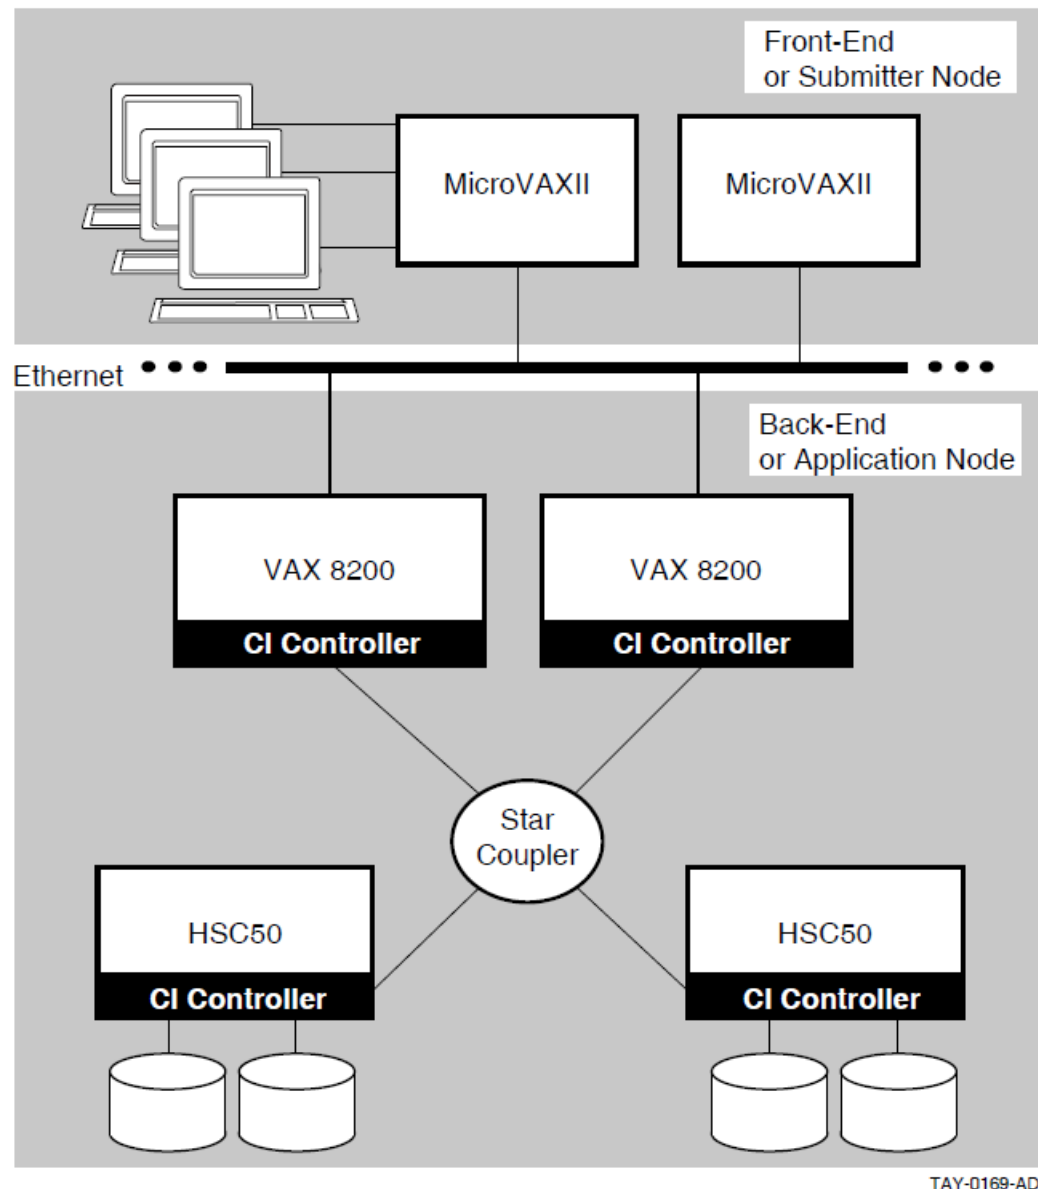 Front-End
or Submitter Node
MicroVAXII
MicroVAXII
Ethernet
Back-End
or Application Node
VAX 8200
VAX 8200
CI Controller
CI Controller
Star
Coupler
HSC50
HSC50
CI Controller
CI Controller
TAY-0169-AD